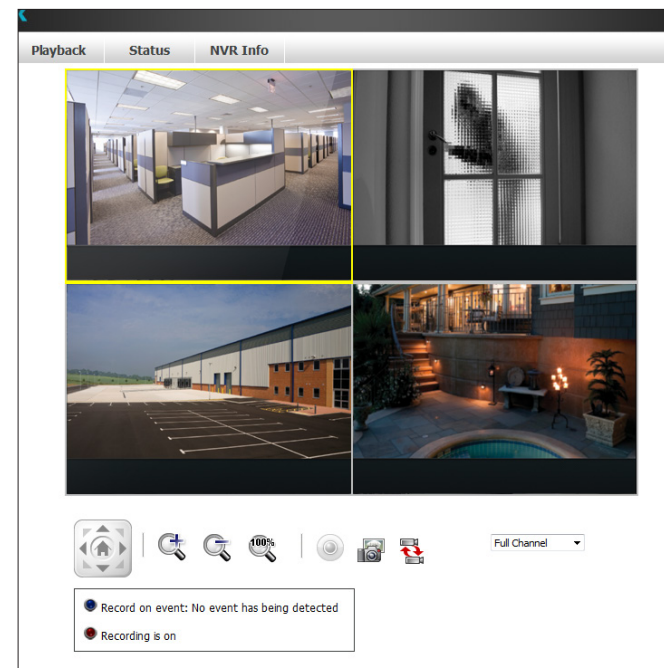 Playback Status NVR Info
100%
Full Channel
Record on event: No event has being detected
Recording is on